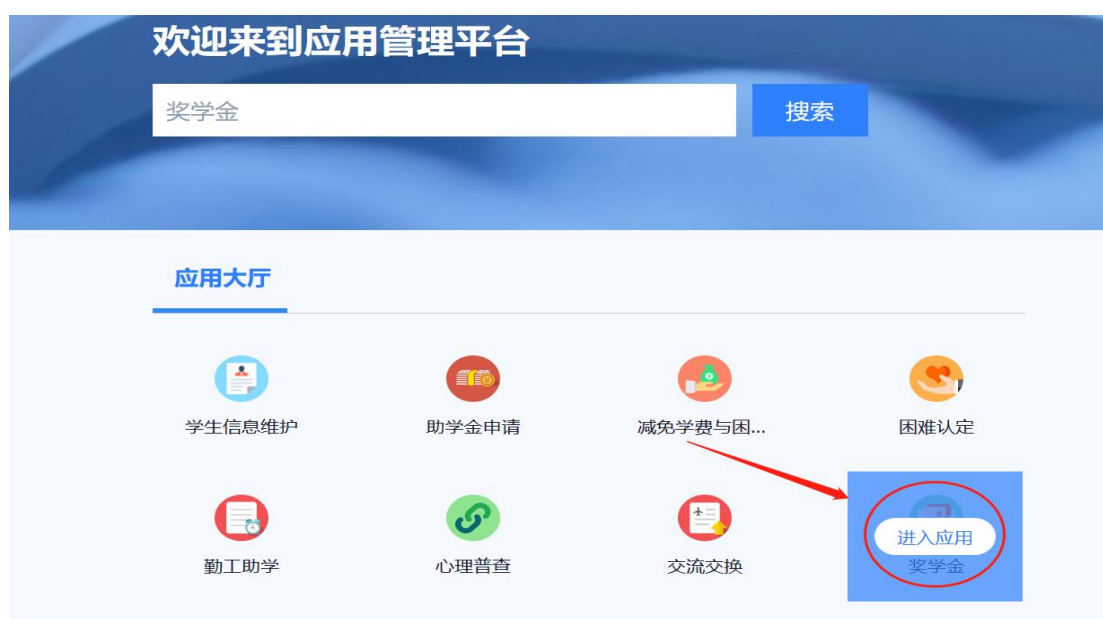 欢迎来到应用管理平台
奖学金
搜索
应用大厅
学生信息维护
助学金申请
减免学费与困...
困难认定
勤工助学
心理普查
交流交换
进入应用
奖学金